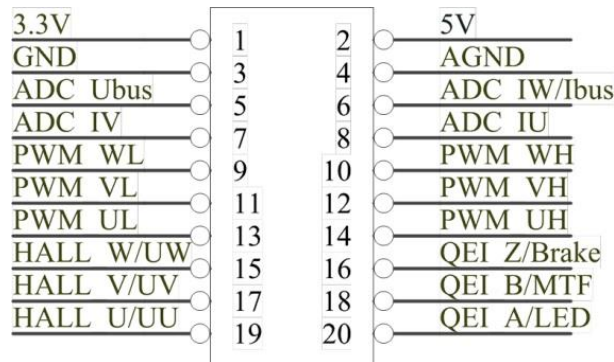 3.3V 1 2 5V
GND 3 4 AGND
ADC Ubus 5 6 ADC IW/Ibus
ADC IV 7 8 ADC IU
PWM WL 9 10 PWM WH
PWM VL 11 12 PWM VH
PWM UL 13 14 PWM UH
HALL W/UW 15 16 QEI Z/Brake
HALL V/UV 17 18 QEI B/MTF
HALL U/UU 19 20 QEI A/LED